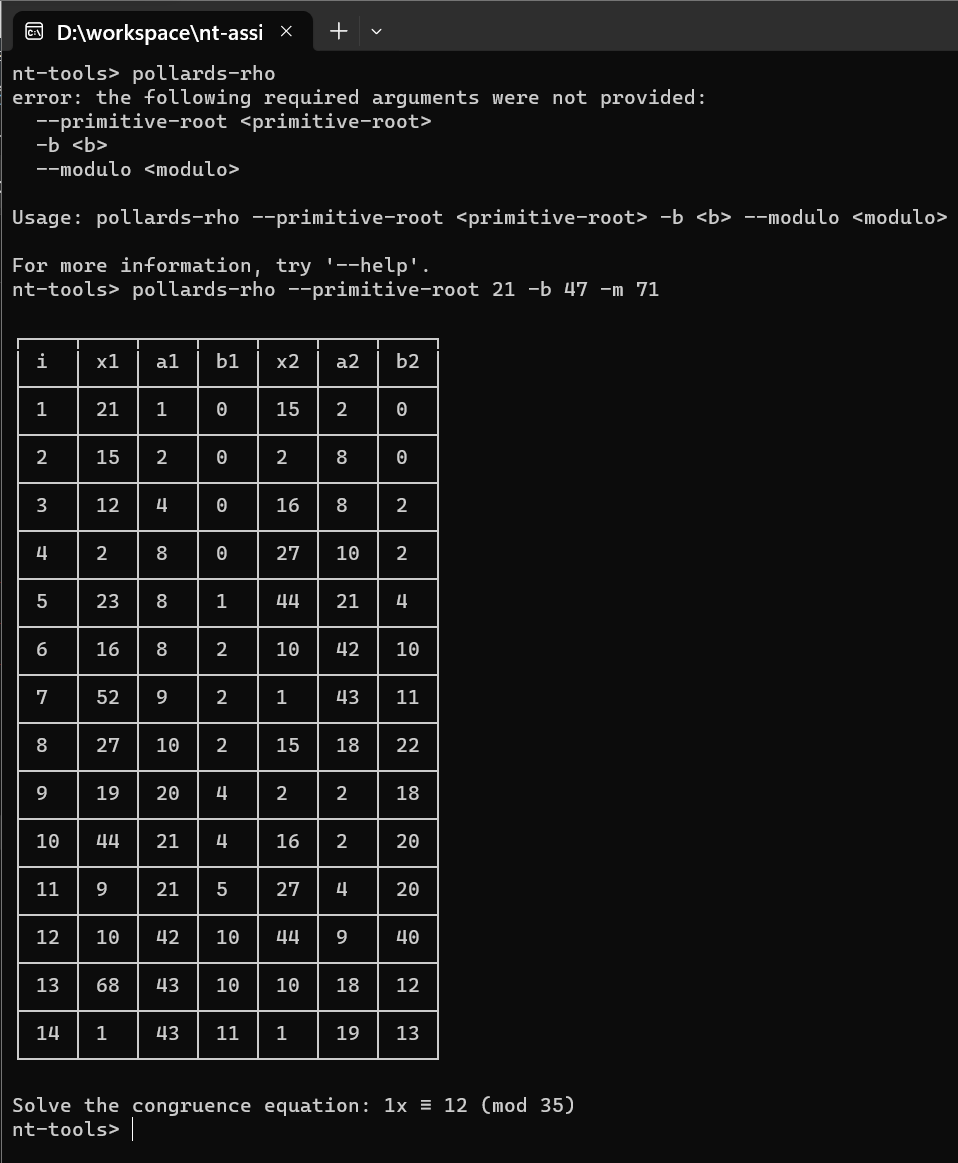 D:\workspace\nt-assi
nt-tools> pollards-rho
error: the following required arguments were not provided:
--primitive-root <primitive-root>
-b <b>
--modulo <modulo>
Usage: pollards-rho --primitive-root <primitive-root> -b <b> --modulo <modulo>
For more information, try '--help'.
nt-tools> pollards-rho --primitive-root 21 -b 47 -m 71
i x1 a1 b1 x2 a2 b2
1 21 1 0 15 2 0
2 15 2 0 2 8 0
3 12 4 0 16 8 2
4 2 8 0 27 10 2
5 23 8 1 44 21 4
6 16 8 2 10 42 10
7 52 9 2 1 43 11
8 27 10 2 15 18 22
9 19 20 4 2 2 18
10 44 21 4 16 2 20
11 9 21 5 27 4 20
12 10 42 10 44 9 40
13 68 43 10 10 18 12
14 1 43 11 1 19 13
Solve the congruence equation: 1x ≡ 12 (mod 35)
nt-tools>